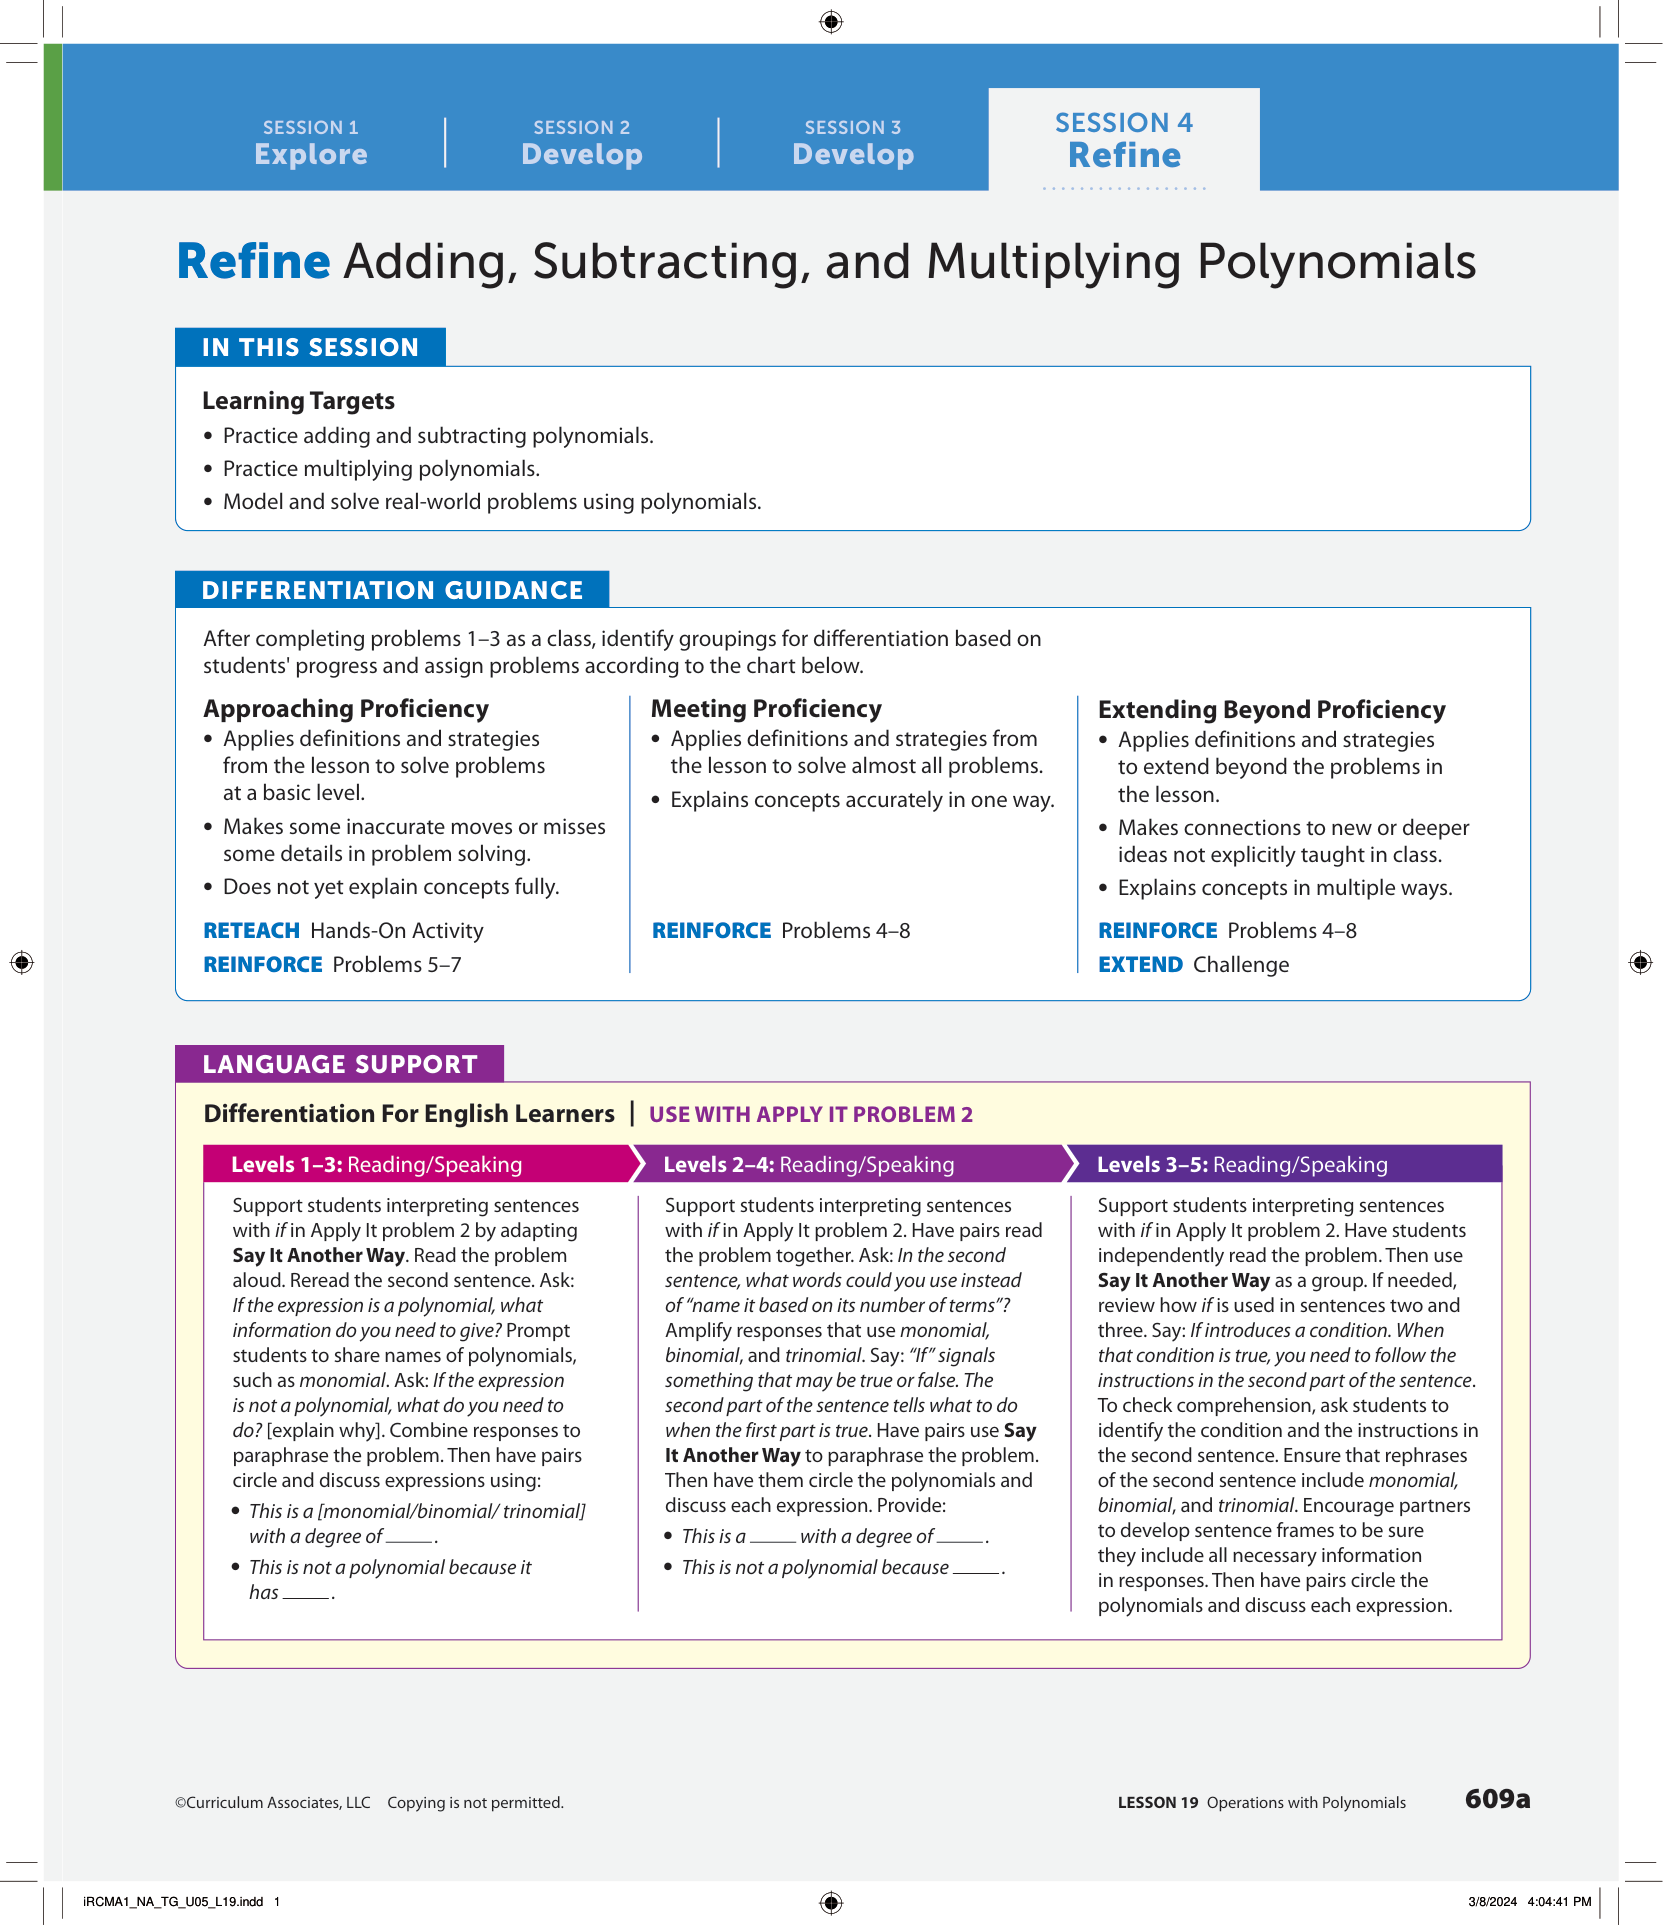 SESSION 1
Explore
SESSION 2
Develop
SESSION 3
Develop
SESSION 4
Refine
Refine Adding, Subtracting, and Multiplying Polynomials
IN THIS SESSION
Learning Targets
• Practice adding and subtracting polynomials.
• Practice multiplying polynomials.
• Model and solve real-world problems using polynomials.
DIFFERENTIATION GUIDANCE
After completing problems 1–3 as a class, identify groupings for differentiation based on
students' progress and assign problems according to the chart below.
Approaching Proficiency
• Applies definitions and strategies
from the lesson to solve problems
at a basic level.
• Makes some inaccurate moves or misses
some details in problem solving.
• Does not yet explain concepts fully.
RETEACH Hands-On Activity
REINFORCE Problems 5–7
Meeting Proficiency
• Applies definitions and strategies from
the lesson to solve almost all problems.
• Explains concepts accurately in one way.
REINFORCE Problems 4–8
Extending Beyond Proficiency
• Applies definitions and strategies
to extend beyond the problems in
the lesson.
• Makes connections to new or deeper
ideas not explicitly taught in class.
• Explains concepts in multiple ways.
REINFORCE Problems 4–8
EXTEND Challenge
LANGUAGE SUPPORT
Differentiation For English Learners | USE WITH APPLY IT PROBLEM 2
Levels 1–3: Reading/Speaking
Support students interpreting sentences
with if in Apply It problem 2 by adapting
Say It Another Way. Read the problem
aloud. Reread the second sentence. Ask:
If the expression is a polynomial, what
information do you need to give? Prompt
students to share names of polynomials,
such as monomial. Ask: If the expression
is not a polynomial, what do you need to
do? [explain why]. Combine responses to
paraphrase the problem. Then have pairs
circle and discuss expressions using:
• This is a [monomial/binomial/ trinomial]
with a degree of _____.
• This is not a polynomial because it
has _____.
Levels 2–4: Reading/Speaking
Support students interpreting sentences
with if in Apply It problem 2. Have pairs read
the problem together. Ask: In the second
sentence, what words could you use instead
of “name it based on its number of terms”?
Amplify responses that use monomial,
binomial, and trinomial. Say: “If” signals
something that may be true or false. The
second part of the sentence tells what to do
when the first part is true. Have pairs use Say
It Another Way to paraphrase the problem.
Then have them circle the polynomials and
discuss each expression. Provide:
• This is a _____ with a degree of _____.
• This is not a polynomial because _____.
Levels 3–5: Reading/Speaking
Support students interpreting sentences
with if in Apply It problem 2. Have students
independently read the problem. Then use
Say It Another Way as a group. If needed,
review how if is used in sentences two and
three. Say: If introduces a condition. When
that condition is true, you need to follow the
instructions in the second part of the sentence.
To check comprehension, ask students to
identify the condition and the instructions in
the second sentence. Ensure that rephrases
of the second sentence include monomial,
binomial, and trinomial. Encourage partners
to develop sentence frames to be sure
they include all necessary information
in responses. Then have pairs circle the
polynomials and discuss each expression.
©Curriculum Associates, LLC Copying is not permitted.
LESSON 19 Operations with Polynomials 609a
iRCMA1_NA_TG_U05_L19.indd 1
3/8/2024 4:04:41 PM